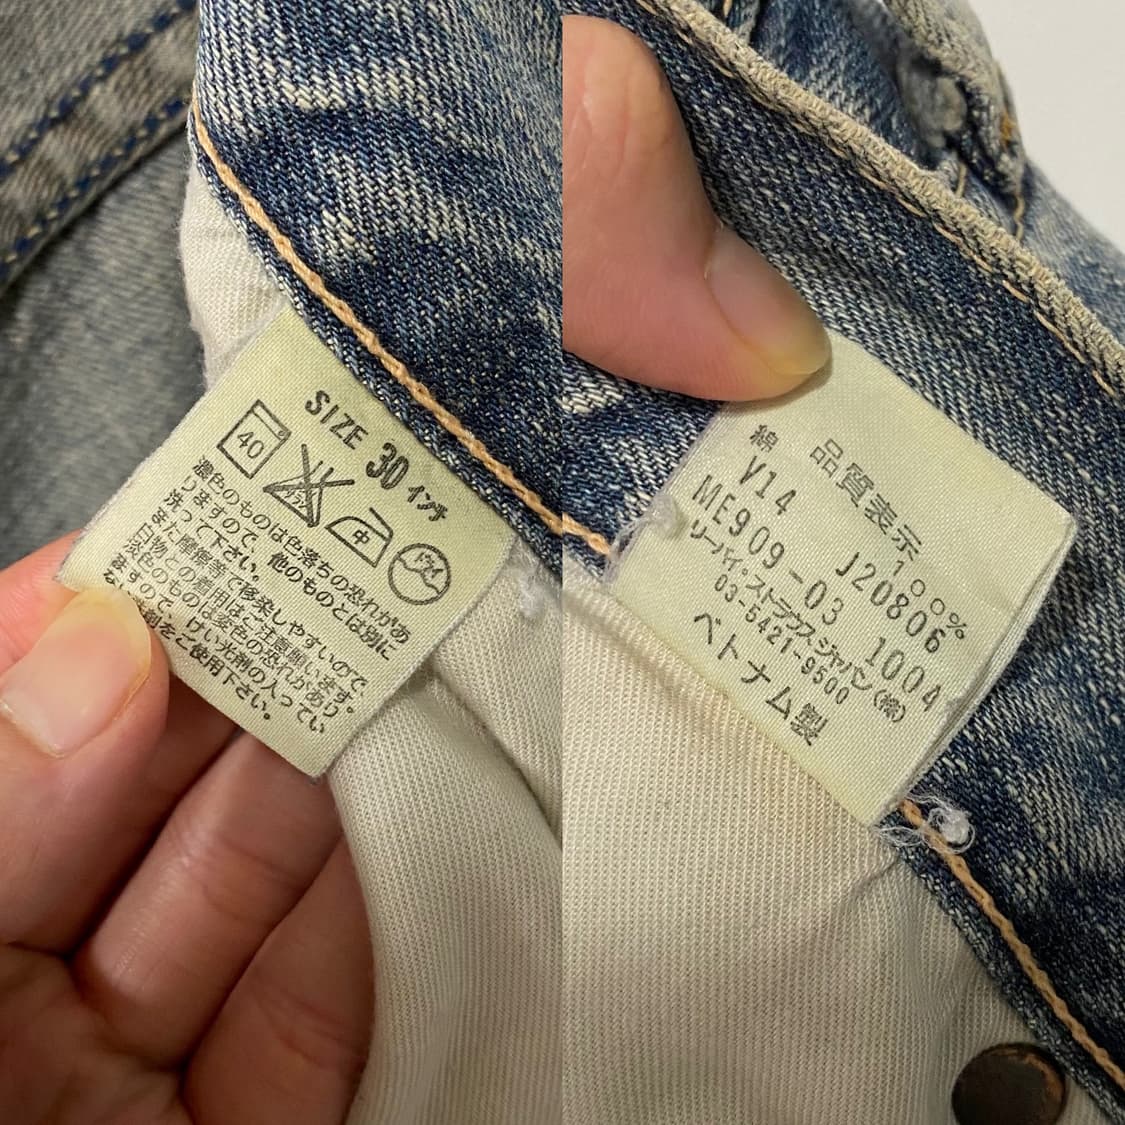 SIZE 30 インチ
40
中
濃色のものは色落ちの恐れがあ
りますので、他のものとは別に
洗って下さい。
また摩擦等で移染しやすいので、
白物との着用はご注意願います。
淡色のものは変色の恐れがあり
ますので、けい光剤の入ってい
ない洗剤をご使用下さい。
品質表示
綿 100%
V14 J20806
ME909-03 1004
リーバイ・ストラウスジャパン(株)
03-5421-9500
ベトナム製